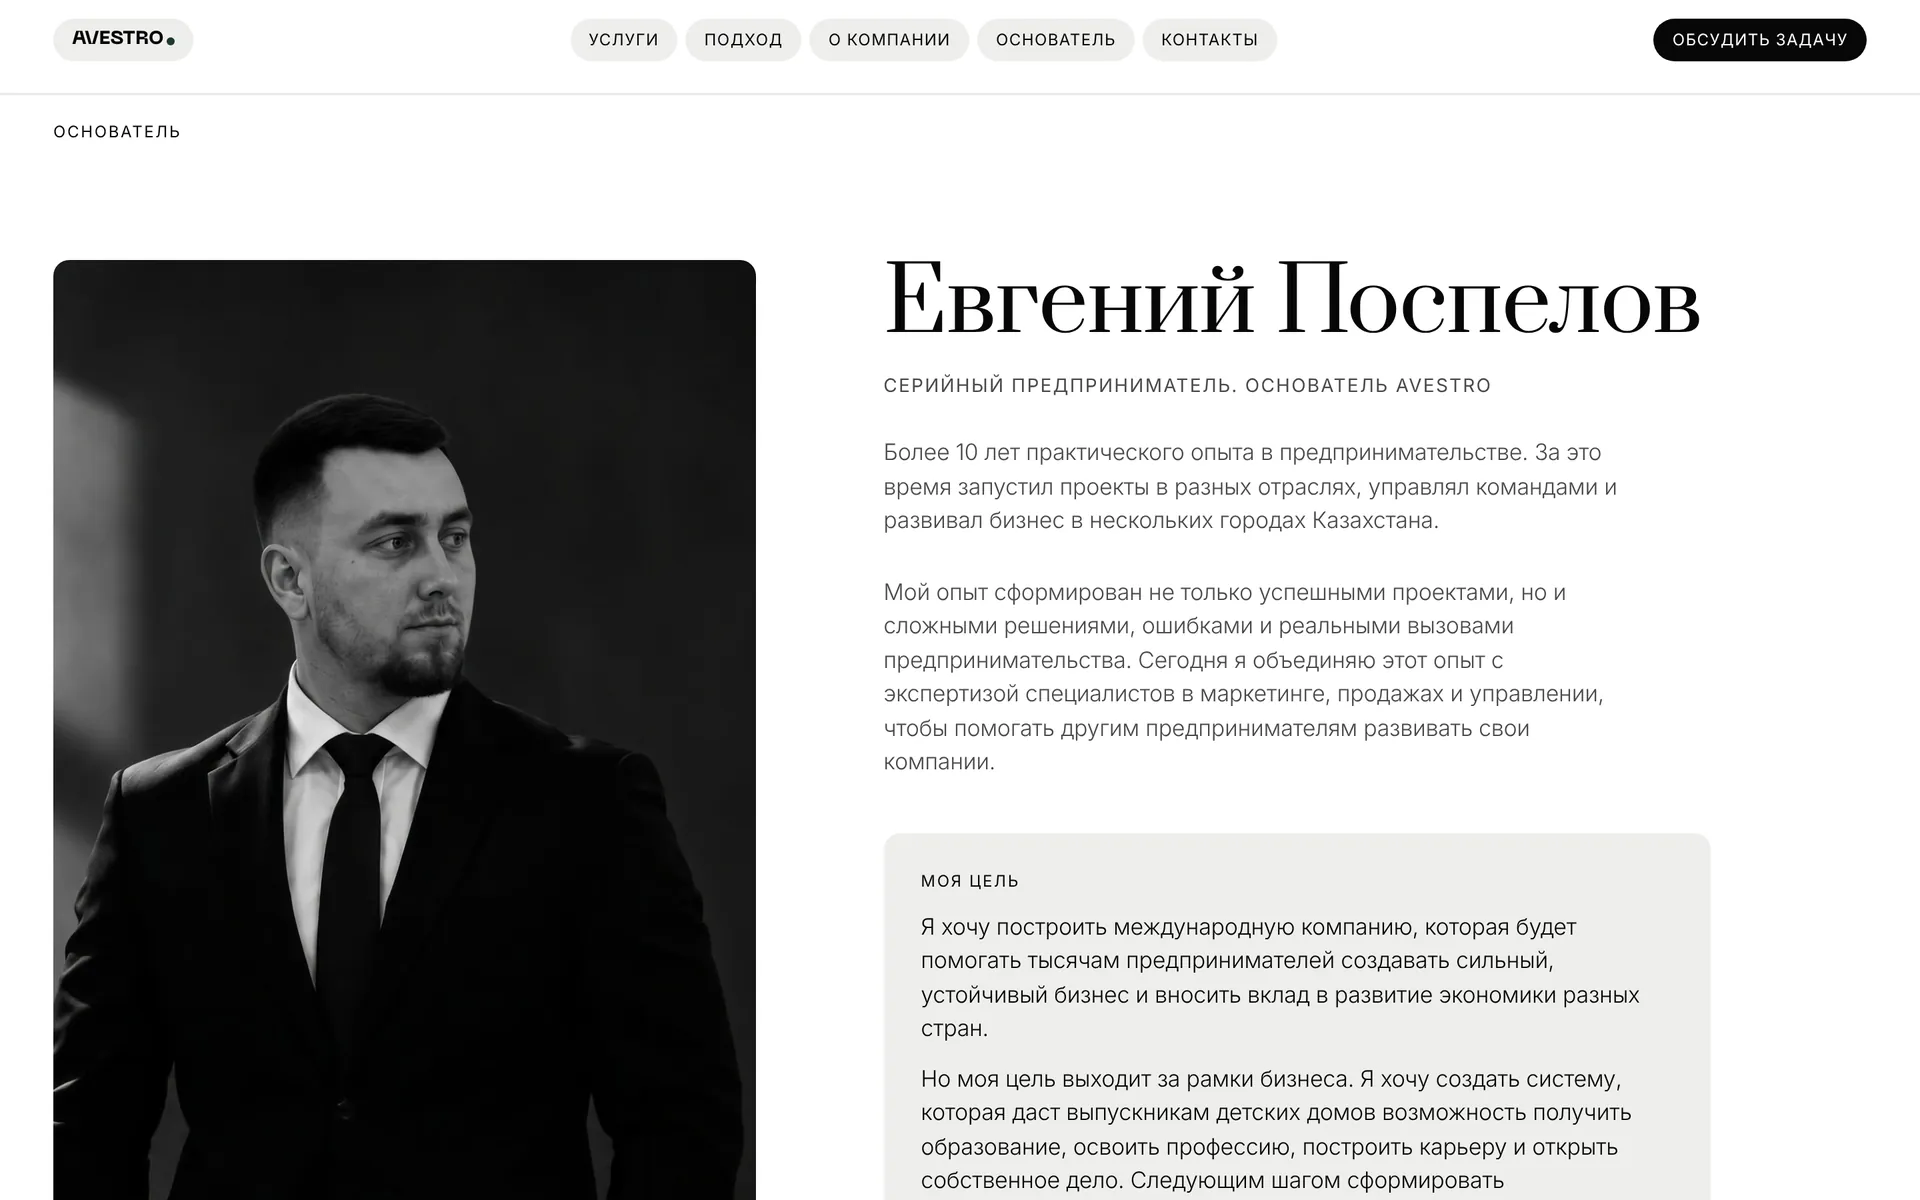 AVESTRO
УСЛУГИ
ПОДХОД
О КОМПАНИИ
ОСНОВАТЕЛЬ
КОНТАКТЫ
ОБСУДИТЬ ЗАДАЧУ
ОСНОВАТЕЛЬ
Евгений Поспелов
СЕРИЙНЫЙ ПРЕДПРИНИМАТЕЛЬ. ОСНОВАТЕЛЬ AVESTRO
Более 10 лет практического опыта в предпринимательстве. За это
время запустил проекты в разных отраслях, управлял командами и
развивал бизнес в нескольких городах Казахстана.
Мой опыт сформирован не только успешными проектами, но и
сложными решениями, ошибками и реальными вызовами
предпринимательства. Сегодня я объединяю этот опыт с
экспертизой специалистов в маркетинге, продажах и управлении,
чтобы помогать другим предпринимателям развивать свои
компании.
МОЯ ЦЕЛЬ
Я хочу построить международную компанию, которая будет
помогать тысячам предпринимателей создавать сильный,
устойчивый бизнес и вносить вклад в развитие экономики разных
стран.
Но моя цель выходит за рамки бизнеса. Я хочу создать систему,
которая даст выпускникам детских домов возможность получить
образование, освоить профессию, построить карьеру и открыть
собственное дело. Следующим шагом сформировать